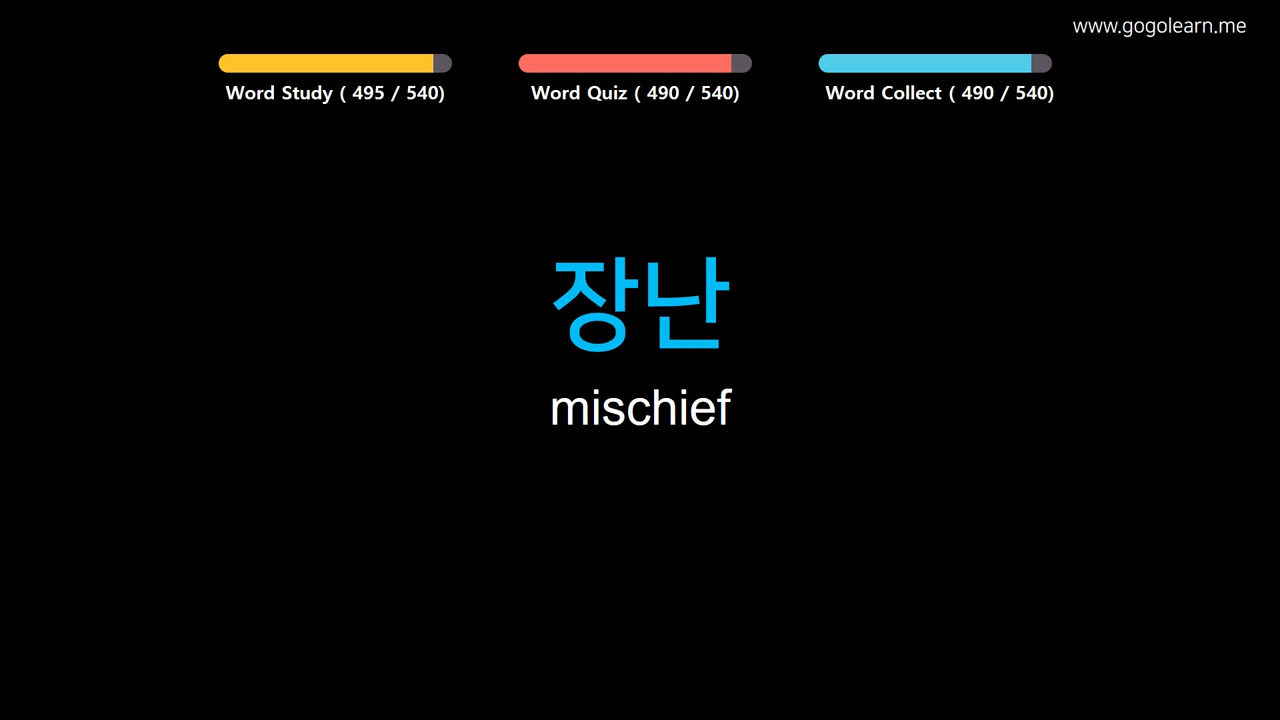 www.gogolearn.me
Word Study ( 495 / 540)
Word Quiz ( 490 / 540)
Word Collect ( 490 / 540)
장난
mischief